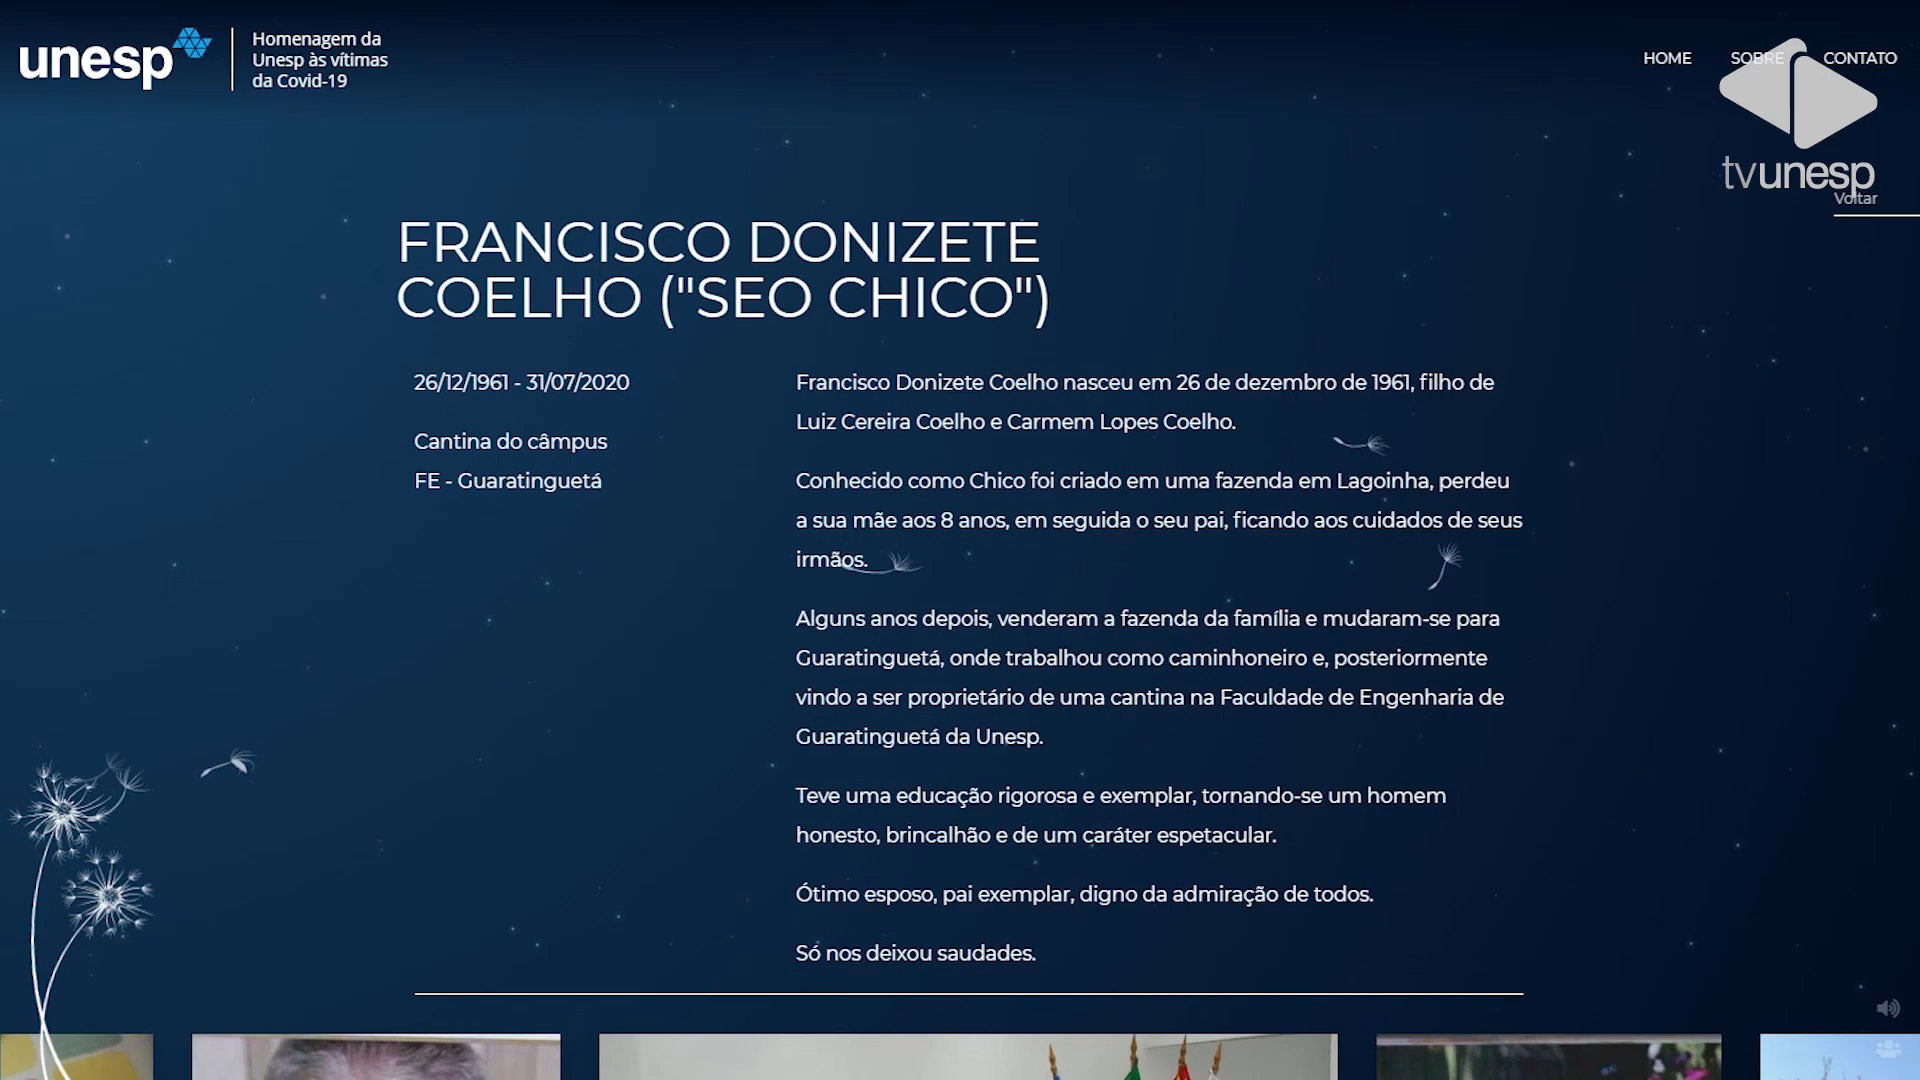 unesp
Homenagem da
Unesp às vítimas
da Covid-19
HOME SOBRE CONTATO
tvunesp
Voltar
FRANCISCO DONIZETE
COELHO ("SEO CHICO")
26/12/1961 - 31/07/2020
Cantina do câmpus
FE - Guaratinguetá
Francisco Donizete Coelho nasceu em 26 de dezembro de 1961, filho de
Luiz Cereira Coelho e Carmem Lopes Coelho.
Conhecido como Chico foi criado em uma fazenda em Lagoinha, perdeu
a sua mãe aos 8 anos, em seguida o seu pai, ficando aos cuidados de seus
irmãos.
Alguns anos depois, venderam a fazenda da família e mudaram-se para
Guaratinguetá, onde trabalhou como caminhoneiro e, posteriormente
vindo a ser proprietário de uma cantina na Faculdade de Engenharia de
Guaratinguetá da Unesp.
Teve uma educação rigorosa e exemplar, tornando-se um homem
honesto, brincalhão e de um caráter espetacular.
Ótimo esposo, pai exemplar, digno da admiração de todos.
Só nos deixou saudades.